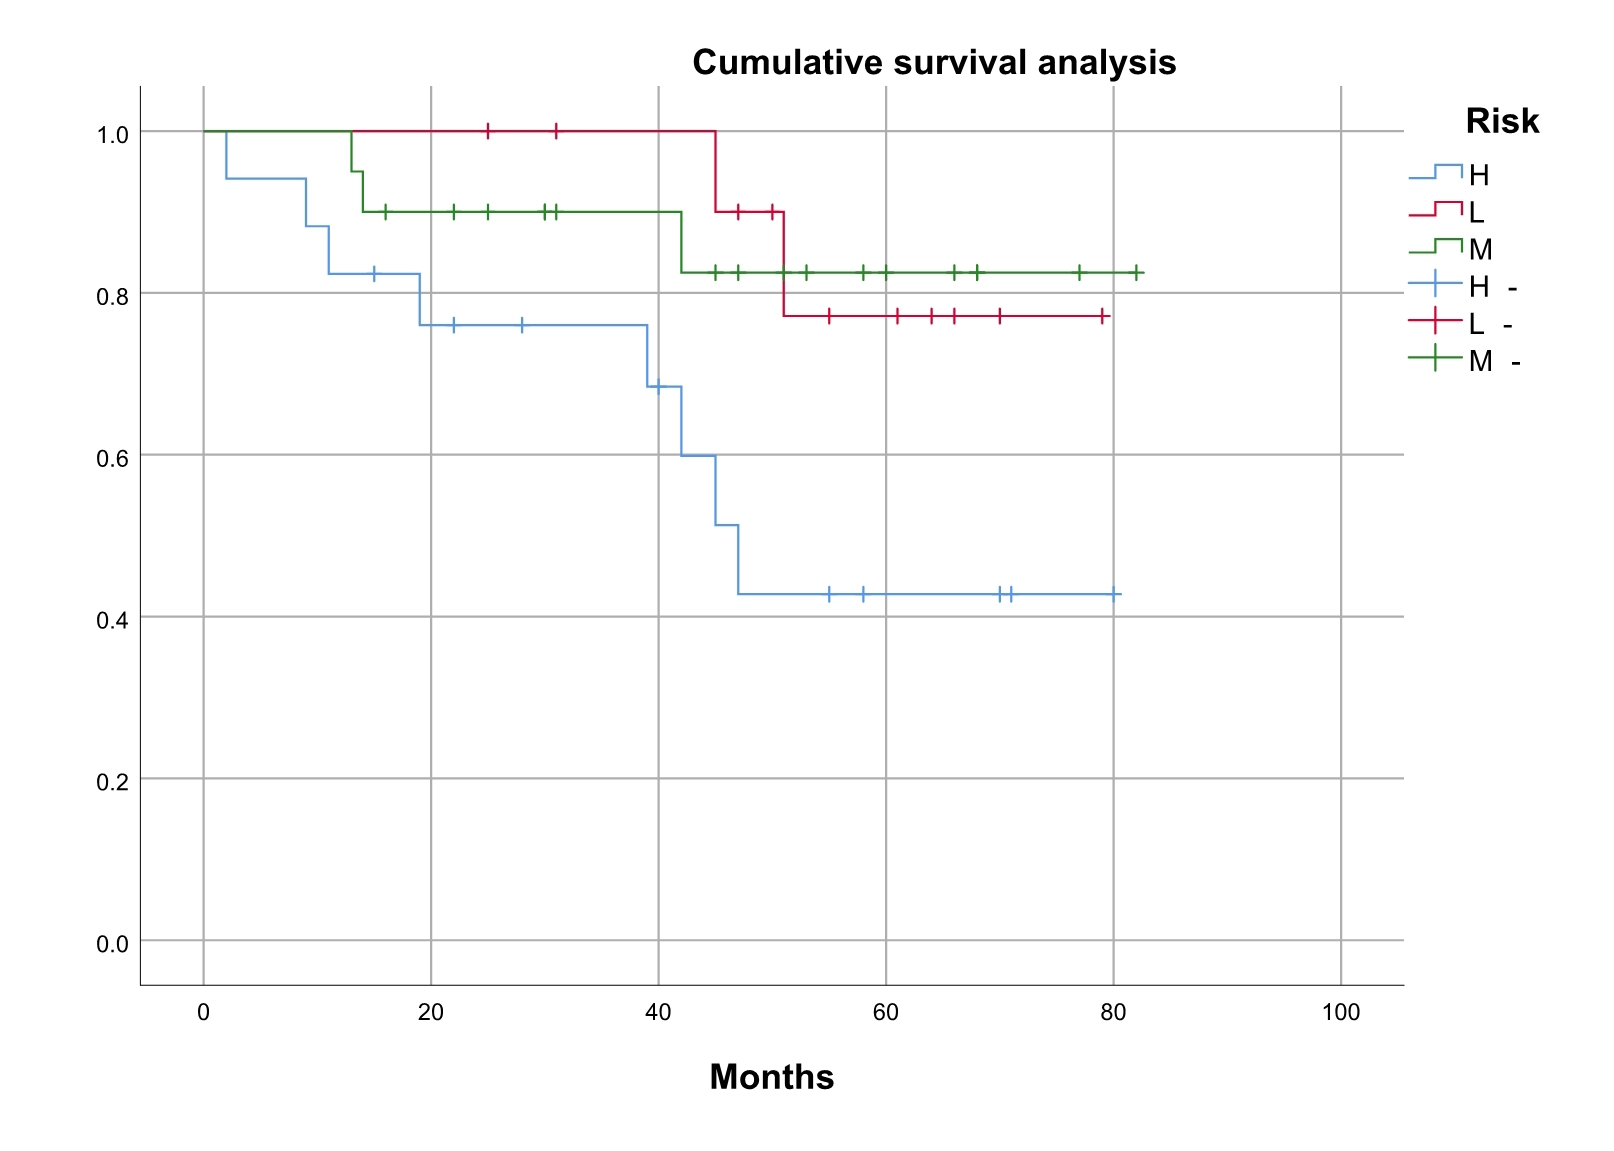 Cumulative survival analysis
Risk
H
L
M
H -
L -
M -
1.0
0.8
0.6
0.4
0.2
0.0
0 20 40 60 80 100
Months